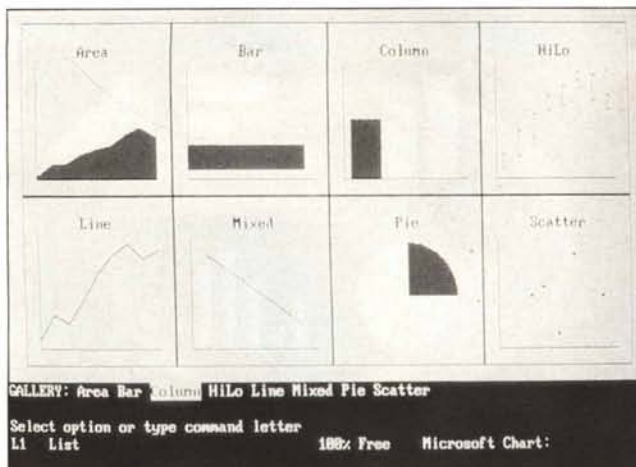 Area Bar Column HiLo
Line Mixed Pie Scatter
GALLERY: Area Bar Column HiLo Line Mixed Pie Scatter
Select option or type command letter
L1 List 100% Free Microsoft Chart: